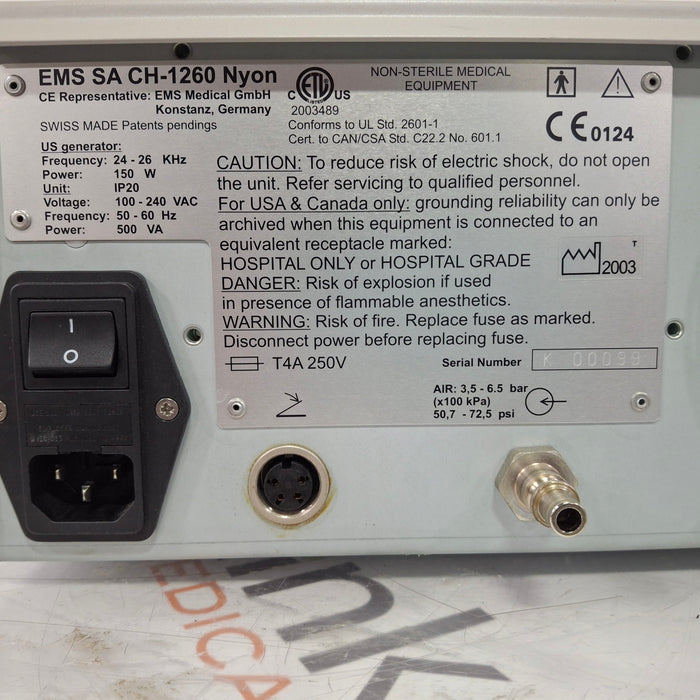 EMS SA CH-1260 Nyon
CE Representative: EMS Medical GmbH
Konstanz, Germany
SWISS MADE Patents pendings
US generator:
Frequency: 24 - 26 KHz
Power: 150 W
Unit: IP20
Voltage: 100 - 240 VAC
Frequency: 50 - 60 Hz
Power: 500 VA
C ETL US
2003489
Conforms to UL Std. 2601-1
Cert. to CAN/CSA Std. C22.2 No. 601.1
NON-STERILE MEDICAL
EQUIPMENT
CE 0124
CAUTION: To reduce risk of electric shock, do not open
the unit. Refer servicing to qualified personnel.
For USA & Canada only: grounding reliability can only be
archived when this equipment is connected to an
equivalent receptacle marked:
HOSPITAL ONLY or HOSPITAL GRADE
DANGER: Risk of explosion if used
in presence of flammable anesthetics.
WARNING: Risk of fire. Replace fuse as marked.
Disconnect power before replacing fuse.
T
2003
T4A 250V
Serial Number K 00099
AIR: 3,5 - 6.5 bar
(x100 kPa)
50,7 - 72,5 psi
I
O
ink
MEDICAL